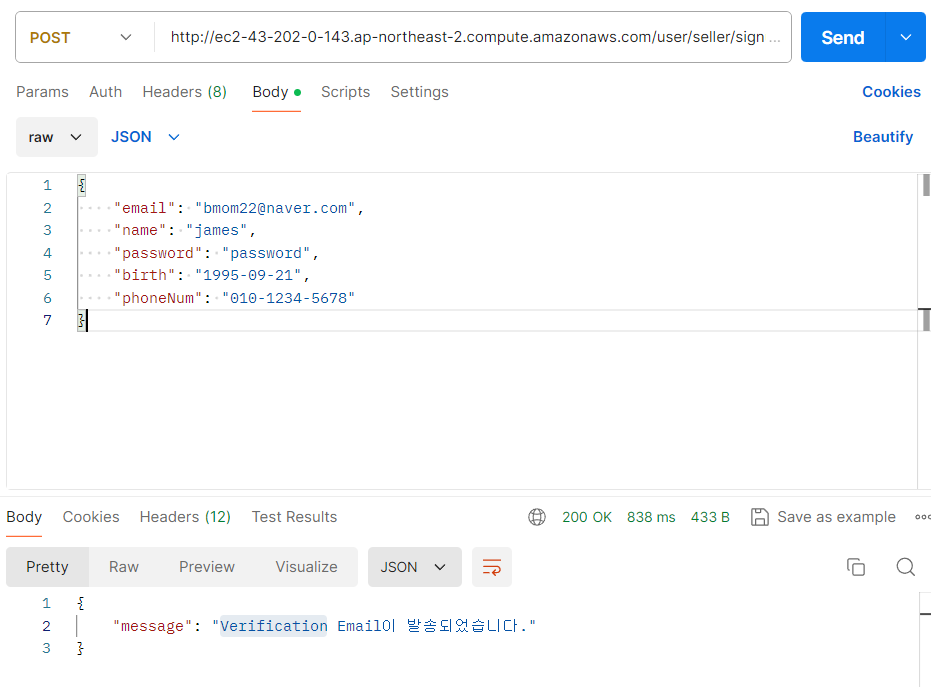 POST http://ec2-43-202-0-143.ap-northeast-2.compute.amazonaws.com/user/seller/sign ... Send
Params Auth Headers (8) Body Scripts Settings Cookies
raw JSON Beautify
1 {
2 "email": "bmom22@naver.com",
3 "name": "james",
4 "password": "password",
5 "birth": "1995-09-21",
6 "phoneNum": "010-1234-5678"
7 }
Body Cookies Headers (12) Test Results 200 OK 838 ms 433 B Save as example
Pretty Raw Preview Visualize JSON
1 {
2 "message": "Verification Email이 발송되었습니다."
3 }